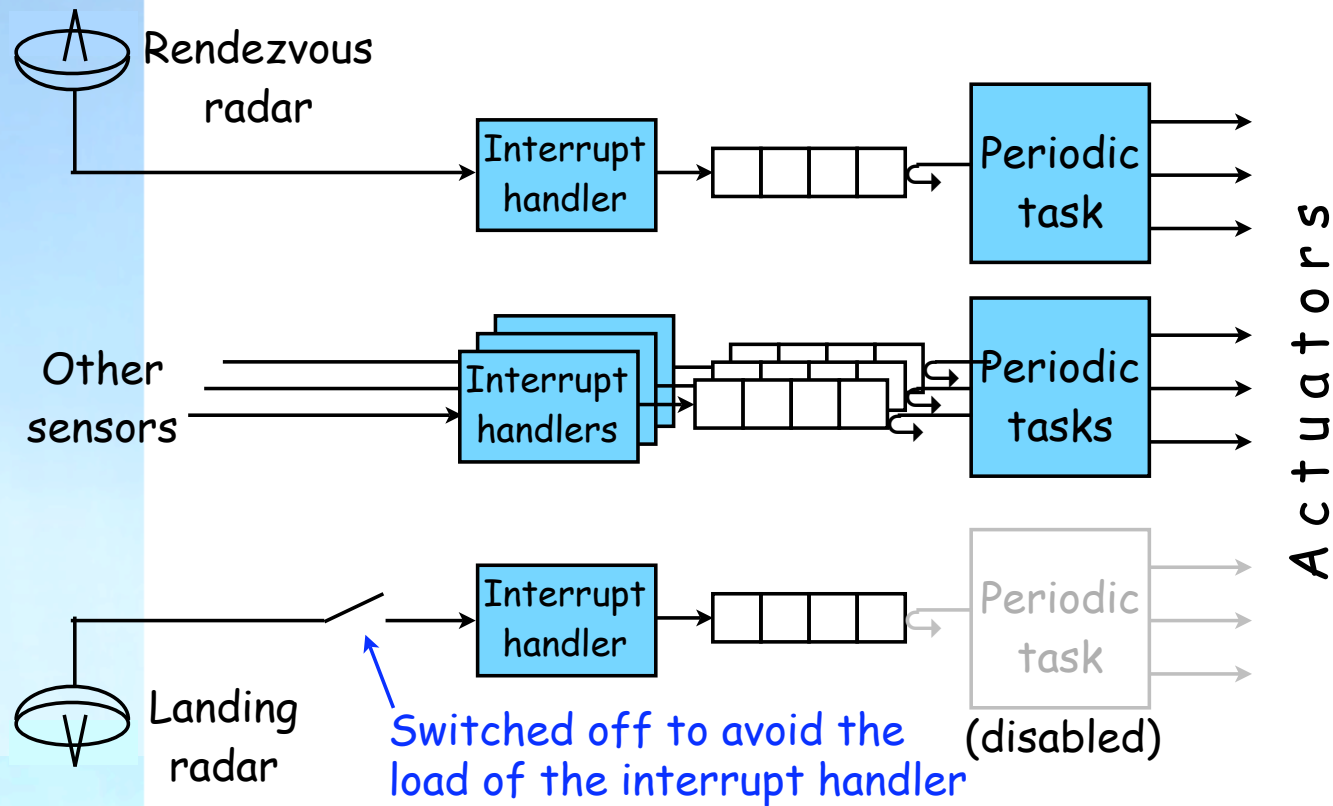 Rendezvous
radar
Interrupt
handler
Periodic
task
Other
sensors
Interrupt
handlers
Periodic
tasks
Actuators
Interrupt
handler
Periodic
task
Landing
radar
Switched off to avoid the
load of the interrupt handler
(disabled)